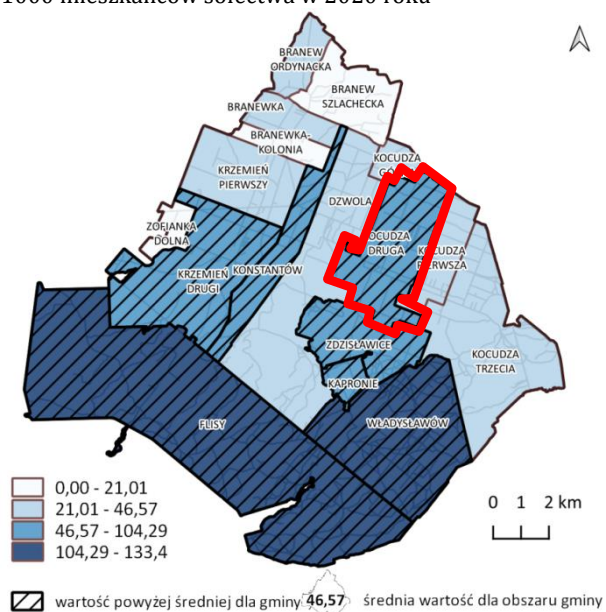 1000 mieszkańców sołectwa w 2020 roku
BRANEW
ORDYNACKA
BRANEW
SZLACHECKA
BRANEWKA
BRANEWKA-
KOLONIA
KOCUDZA
KRZEMIEŃ
PIERWSZY
DZWOLA
ZOFIANKA
DOLNA
KOCUDZA
DRUGA
KOCUDZA
PIERWSZA
KRZEMIEŃ
DRUGI
KONSTANTÓW
ZDZISŁAWICE
KOCUDZA
TRZECIA
KAPRONIE
FLISY
WŁADYSŁAWÓW
0,00 - 21,01
21,01 - 46,57
46,57 - 104,29
104,29 - 133,4
0 1 2 km
wartość powyżej średniej dla gminy
46,57 średnia wartość dla obszaru gminy